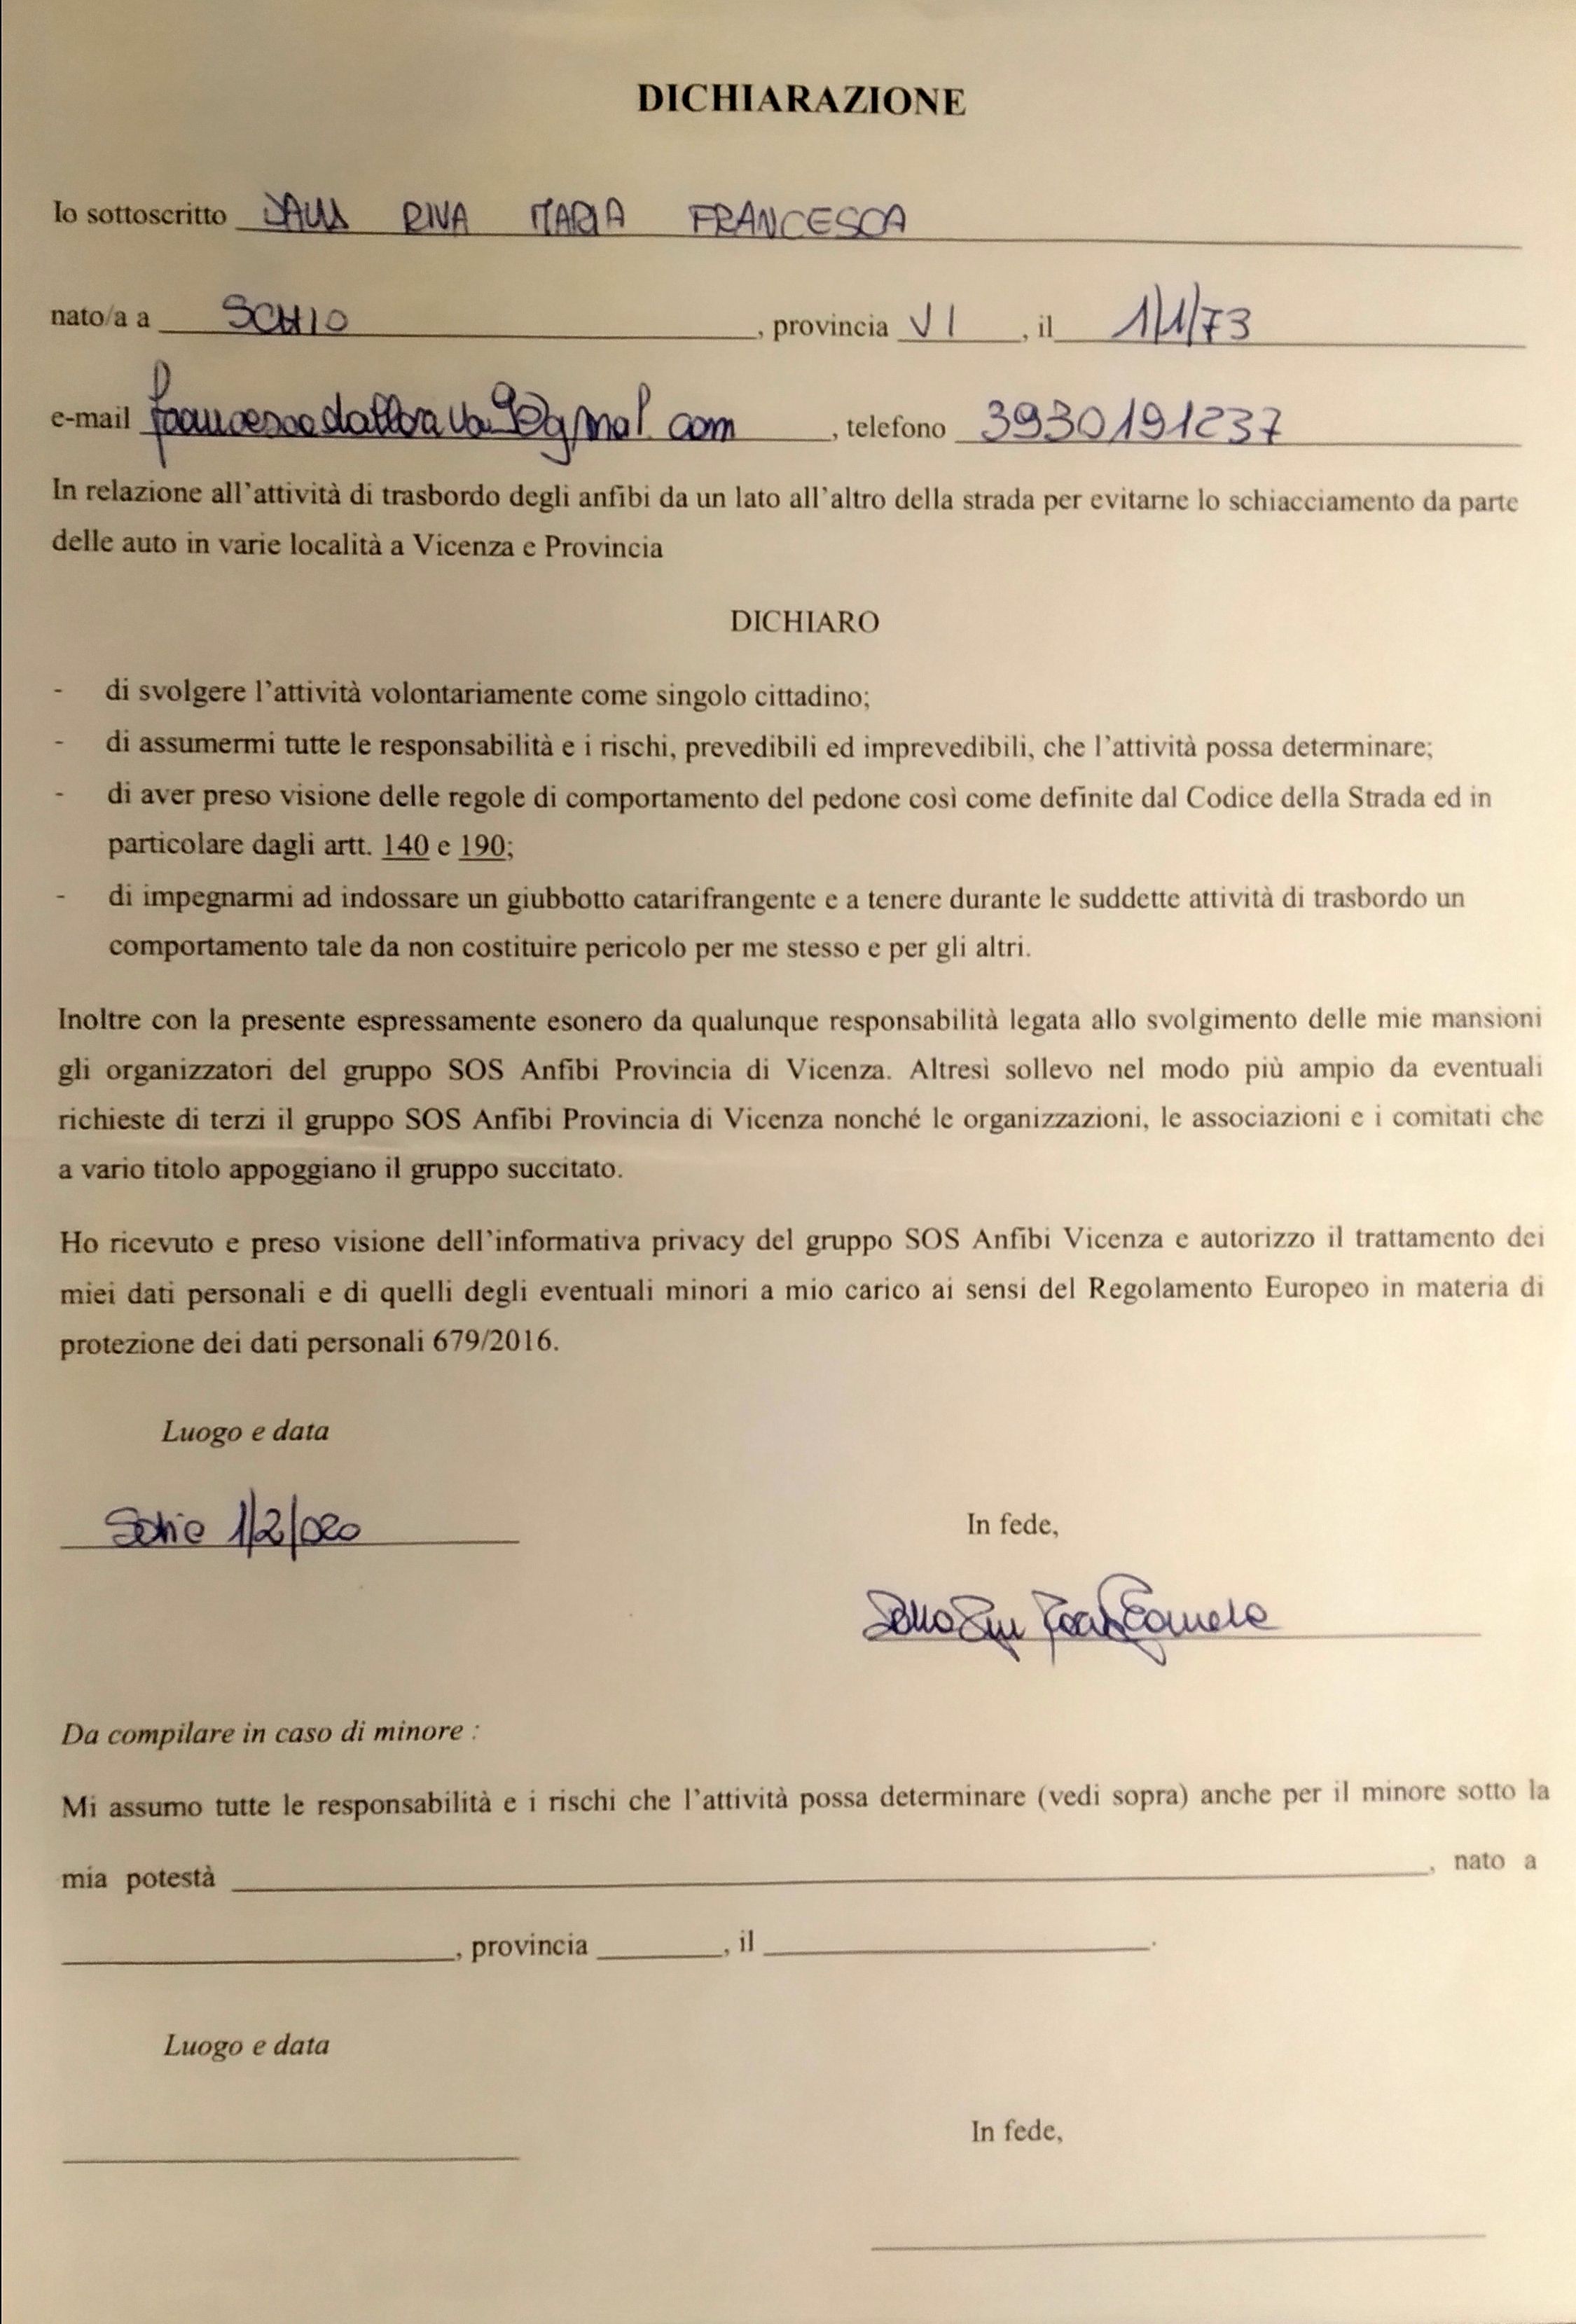 DICHIARAZIONE
Io sottoscritto DALLA RIVA MARIA FRANCESCA
nato/a a SCHIO, provincia VI, il 1/1/73
e-mail , telefono 3930191237
In relazione all'attività di trasbordo degli anfibi da un lato all'altro della strada per evitarne lo schiacciamento da parte
delle auto in varie località a Vicenza e Provincia
DICHIARO
- di svolgere l'attività volontariamente come singolo cittadino;
- di assumermi tutte le responsabilità e i rischi, prevedibili ed imprevedibili, che l'attività possa determinare;
- di aver preso visione delle regole di comportamento del pedone così come definite dal Codice della Strada ed in
particolare dagli artt. 140 e 190;
- di impegnarmi ad indossare un giubbotto catarifrangente e a tenere durante le suddette attività di trasbordo un
comportamento tale da non costituire pericolo per me stesso e per gli altri.
Inoltre con la presente espressamente esonero da qualunque responsabilità legata allo svolgimento delle mie mansioni
gli organizzatori del gruppo SOS Anfibi Provincia di Vicenza. Altresì sollevo nel modo più ampio da eventuali
richieste di terzi il gruppo SOS Anfibi Provincia di Vicenza nonché le organizzazioni, le associazioni e i comitati che
a vario titolo appoggiano il gruppo succitato.
Ho ricevuto e preso visione dell'informativa privacy del gruppo SOS Anfibi Vicenza e autorizzo il trattamento dei
miei dati personali e di quelli degli eventuali minori a mio carico ai sensi del Regolamento Europeo in materia di
protezione dei dati personali 679/2016.
Luogo e data
Schio 1/2/020
In fede,
Da compilare in caso di minore :
Mi assumo tutte le responsabilità e i rischi che l'attività possa determinare (vedi sopra) anche per il minore sotto la
mia potestà , nato a
, provincia , il .
Luogo e data
In fede,